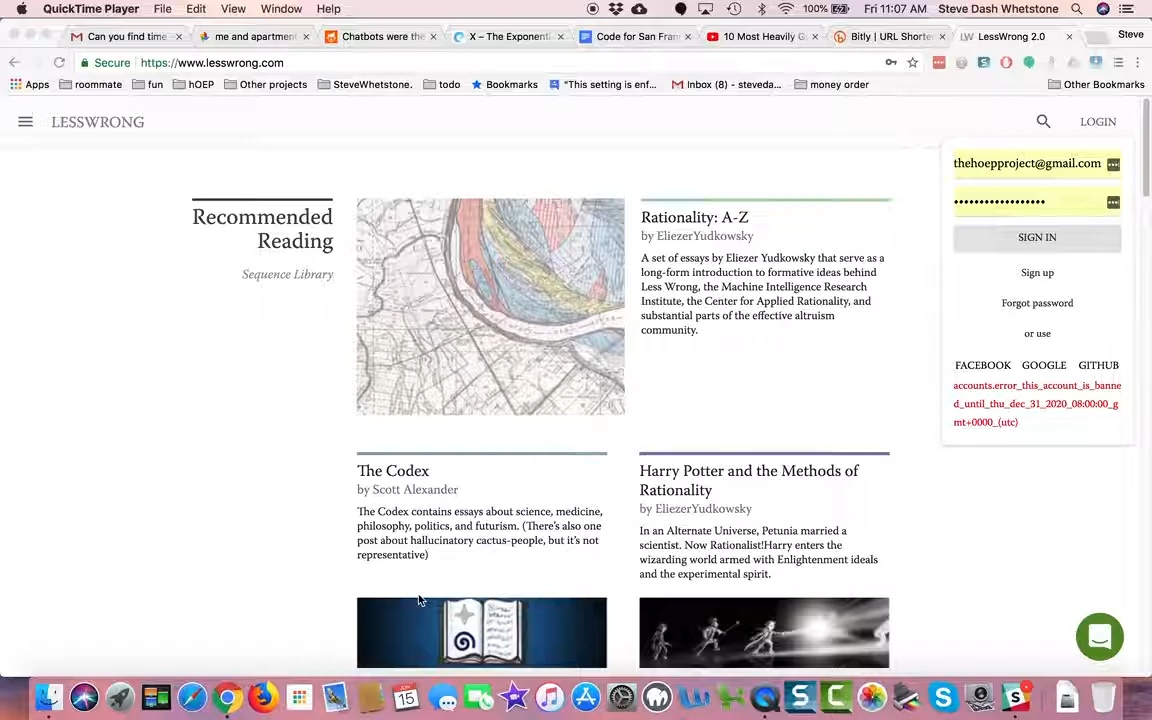 QuickTime Player File Edit View Window Help 100% Fri 11:07 AM Steve Dash Whetstone
Can you find time me and apartment Chatbots were the X – The Exponenti Code for San Fran 10 Most Heavily G Bitly | URL Shorte LW LessWrong 2.0 Steve
Secure https://www.lesswrong.com
Apps roommate fun hOEP Other projects SteveWhetstone. todo Bookmarks "This setting is enf... Inbox (8) - steveda... money order Other Bookmarks
LESSWRONG LOGIN
thehoepproject@gmail.com
SIGN IN
Sign up
Forgot password
or use
FACEBOOK GOOGLE GITHUB
accounts.error_this_account_is_banne
d_until_thu_dec_31_2020_08:00:00_g
mt+0000_(utc)
Recommended
Reading
Sequence Library
Rationality: A-Z
by EliezerYudkowsky
A set of essays by Eliezer Yudkowsky that serve as a
long-form introduction to formative ideas behind
Less Wrong, the Machine Intelligence Research
Institute, the Center for Applied Rationality, and
substantial parts of the effective altruism
community.
The Codex
by Scott Alexander
The Codex contains essays about science, medicine,
philosophy, politics, and futurism. (There's also one
post about hallucinatory cactus-people, but it's not
representative)
Harry Potter and the Methods of
Rationality
by EliezerYudkowsky
In an Alternate Universe, Petunia married a
scientist. Now Rationalist!Harry enters the
wizarding world armed with Enlightenment ideals
and the experimental spirit.
JUN
15